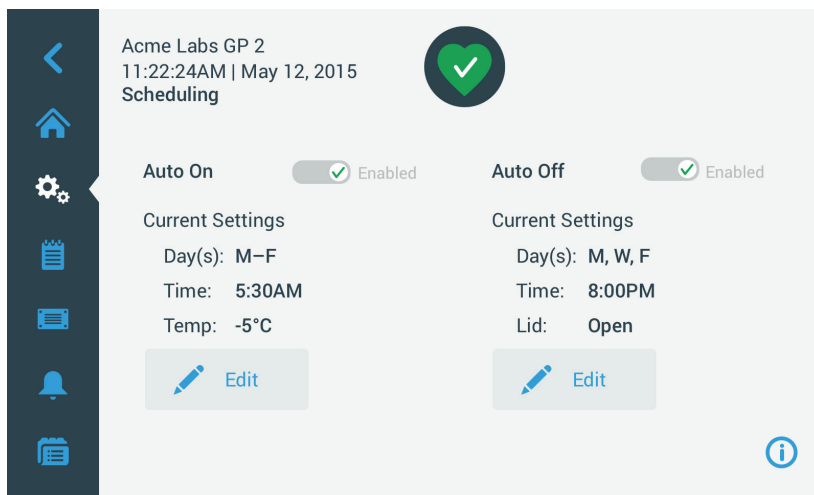 Acme Labs GP 2
11:22:24AM | May 12, 2015
Scheduling
Auto On Enabled
Current Settings
Day(s): M–F
Time: 5:30AM
Temp: -5°C
Edit
Auto Off Enabled
Current Settings
Day(s): M, W, F
Time: 8:00PM
Lid: Open
Edit